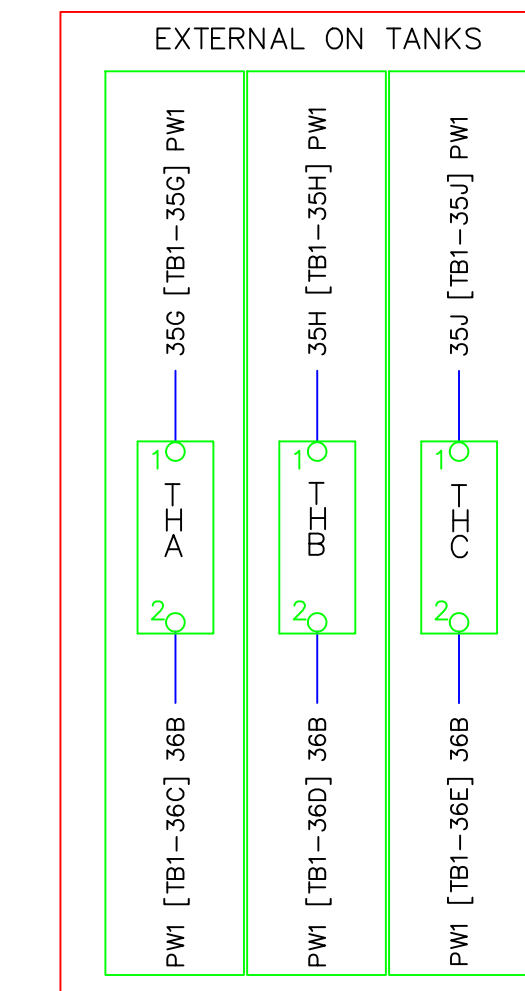 EXTERNAL ON TANKS
35G [TB1-35G] PW1
1
THA
2
PW1 [TB1-36C] 36B
35H [TB1-35H] PW1
1
THB
2
PW1 [TB1-36D] 36B
35J [TB1-35J] PW1
1
THC
2
PW1 [TB1-36E] 36B